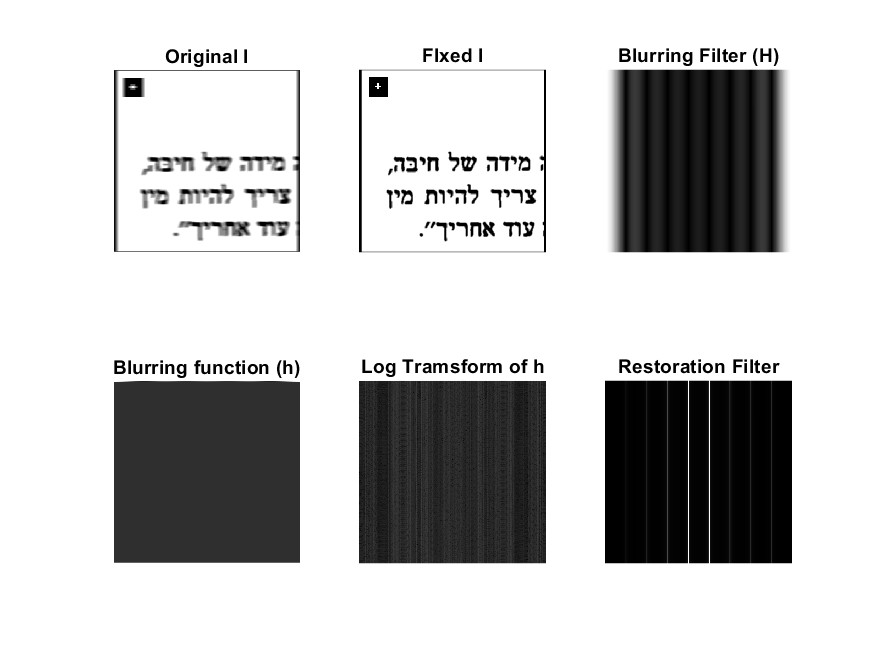 Original I
FIxed I
Blurring Filter (H)
מידה של חיבה,
צריך להיות מין
עוד אחריך״.
מידה של חיבּה,
צריך להיות מין
עוד אחריך״.
Blurring function (h)
Log Tramsform of h
Restoration Filter